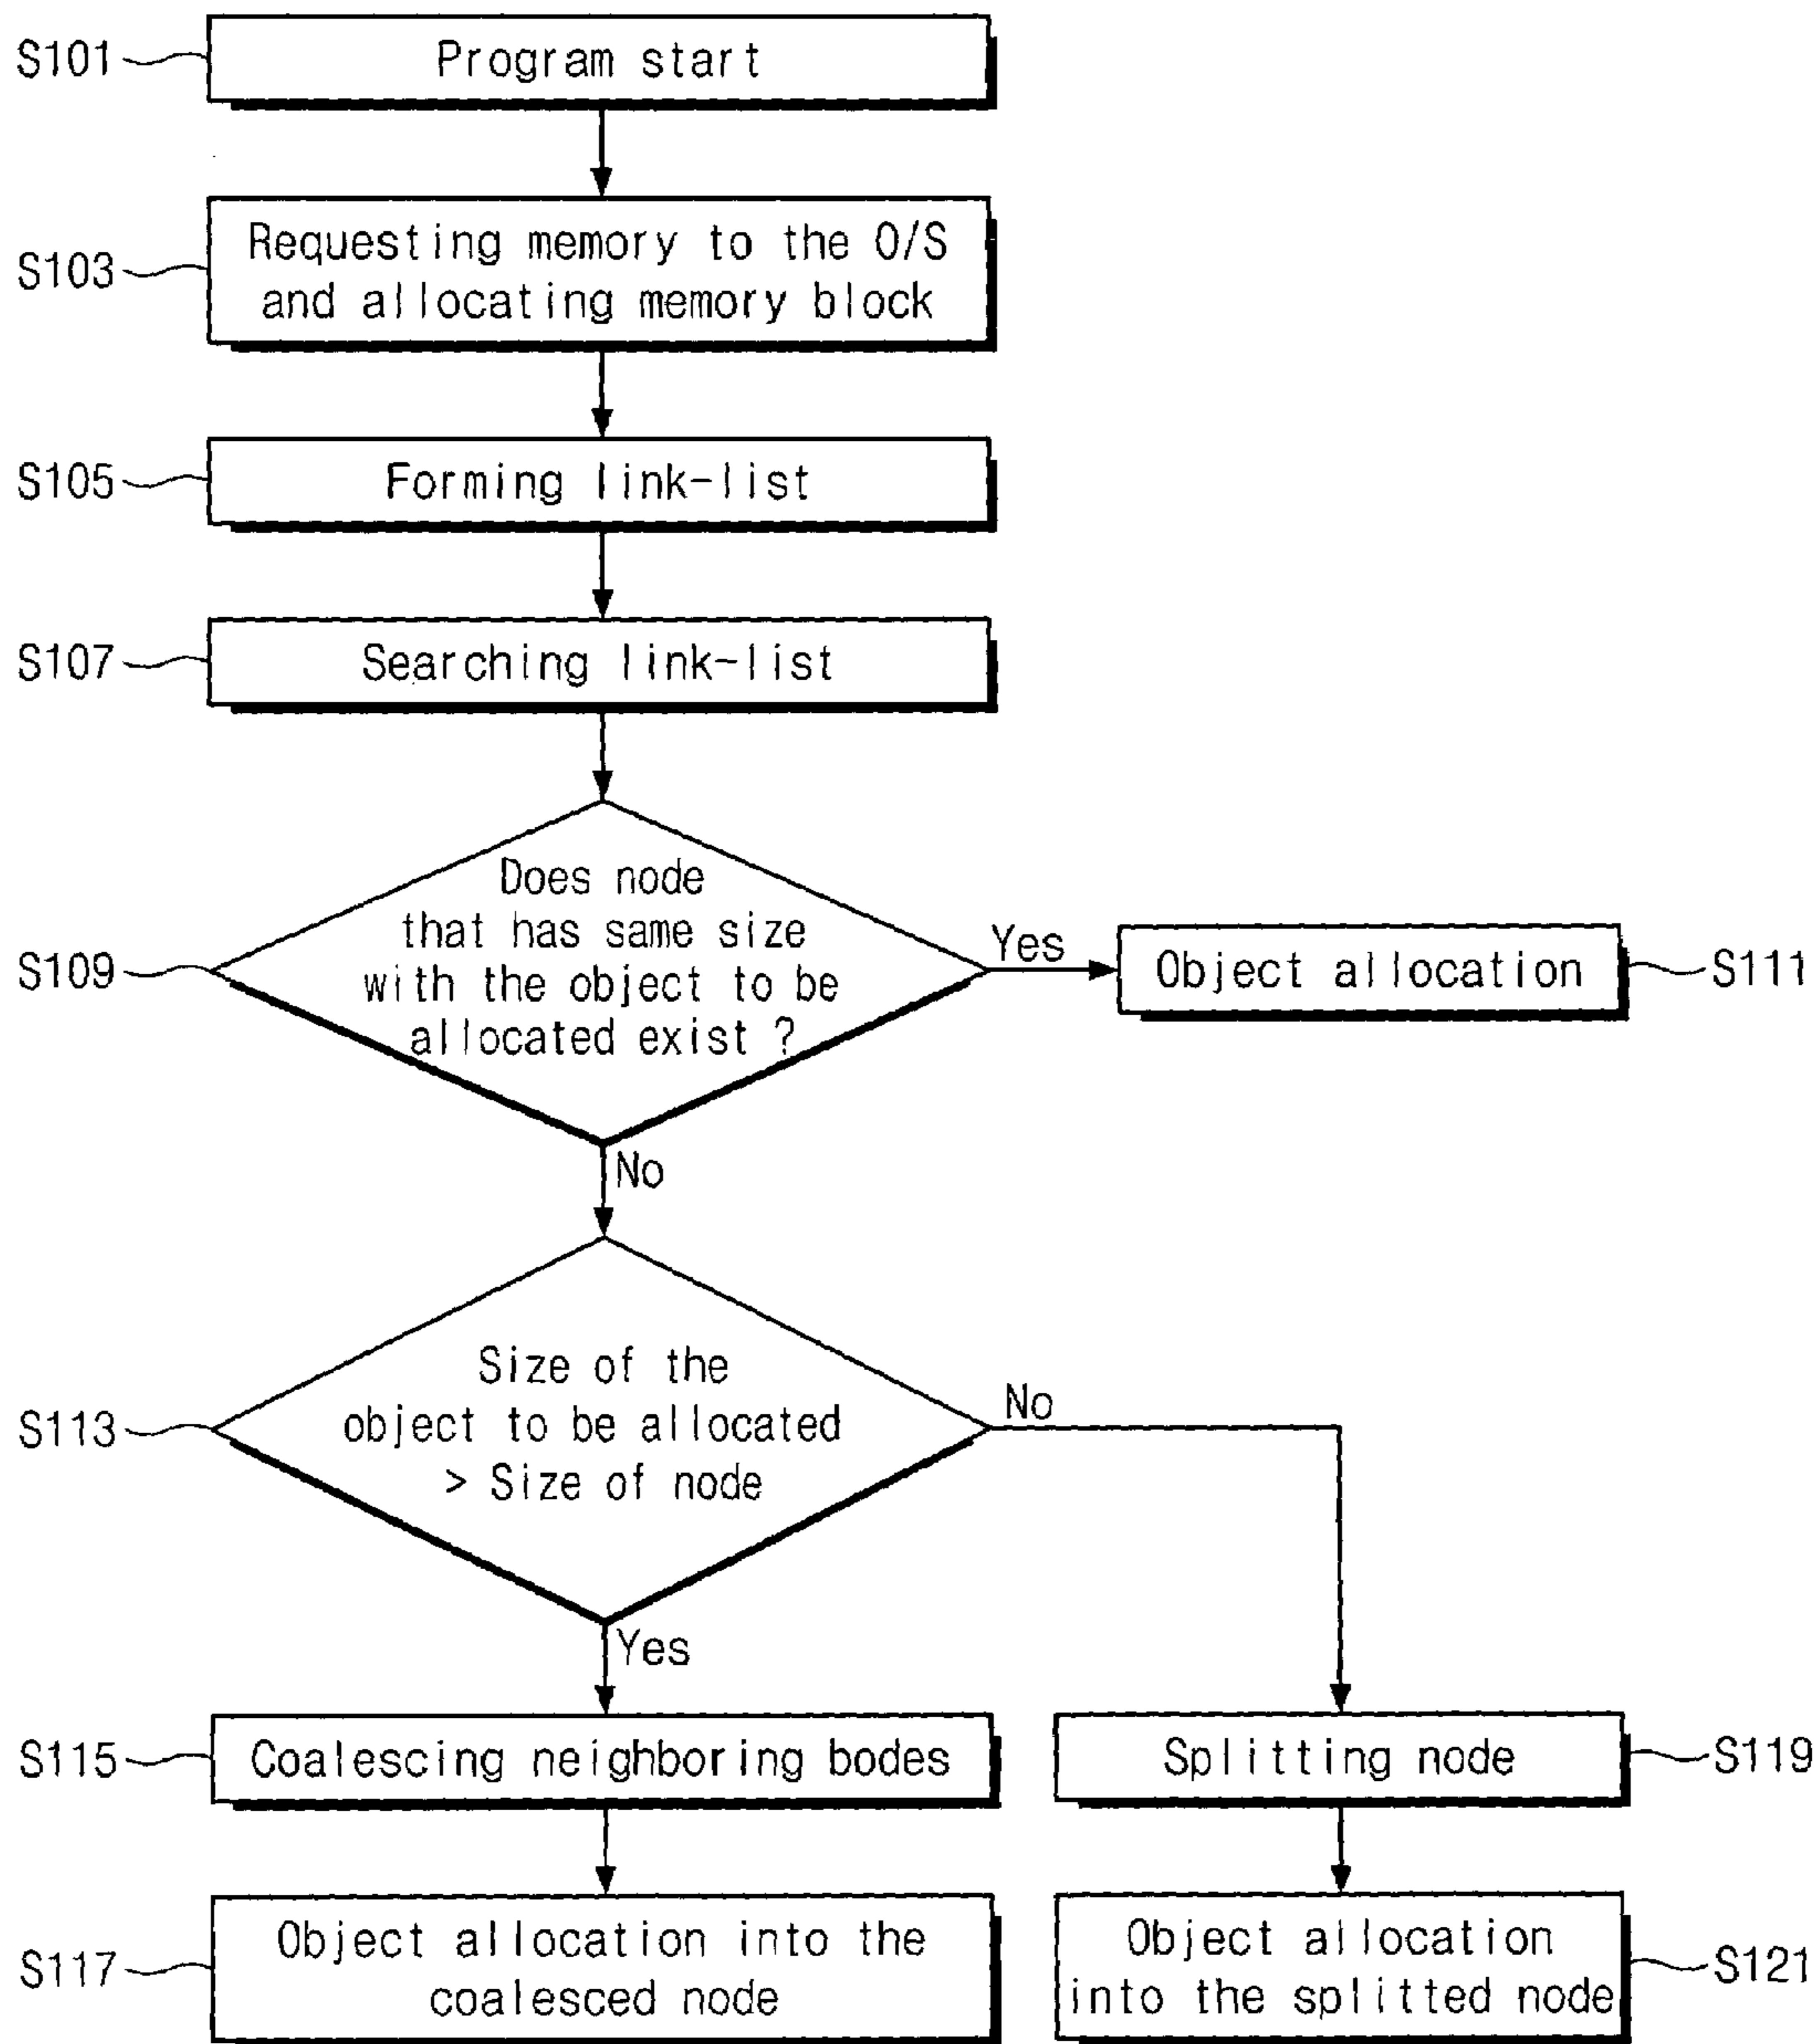 S101
Program start
S103
Requesting memory to the O/S
and allocating memory block
S105
Forming link-list
S107
Searching link-list
S109
Does node
that has same size
with the object to be
allocated exist ?
Yes
Object allocation
S111
No
S113
Size of the
object to be allocated
> Size of node
No
Yes
S115
Coalescing neighboring bodes
Splitting node
S119
S117
Object allocation into the
coalesced node
Object allocation
into the splitted node
S121